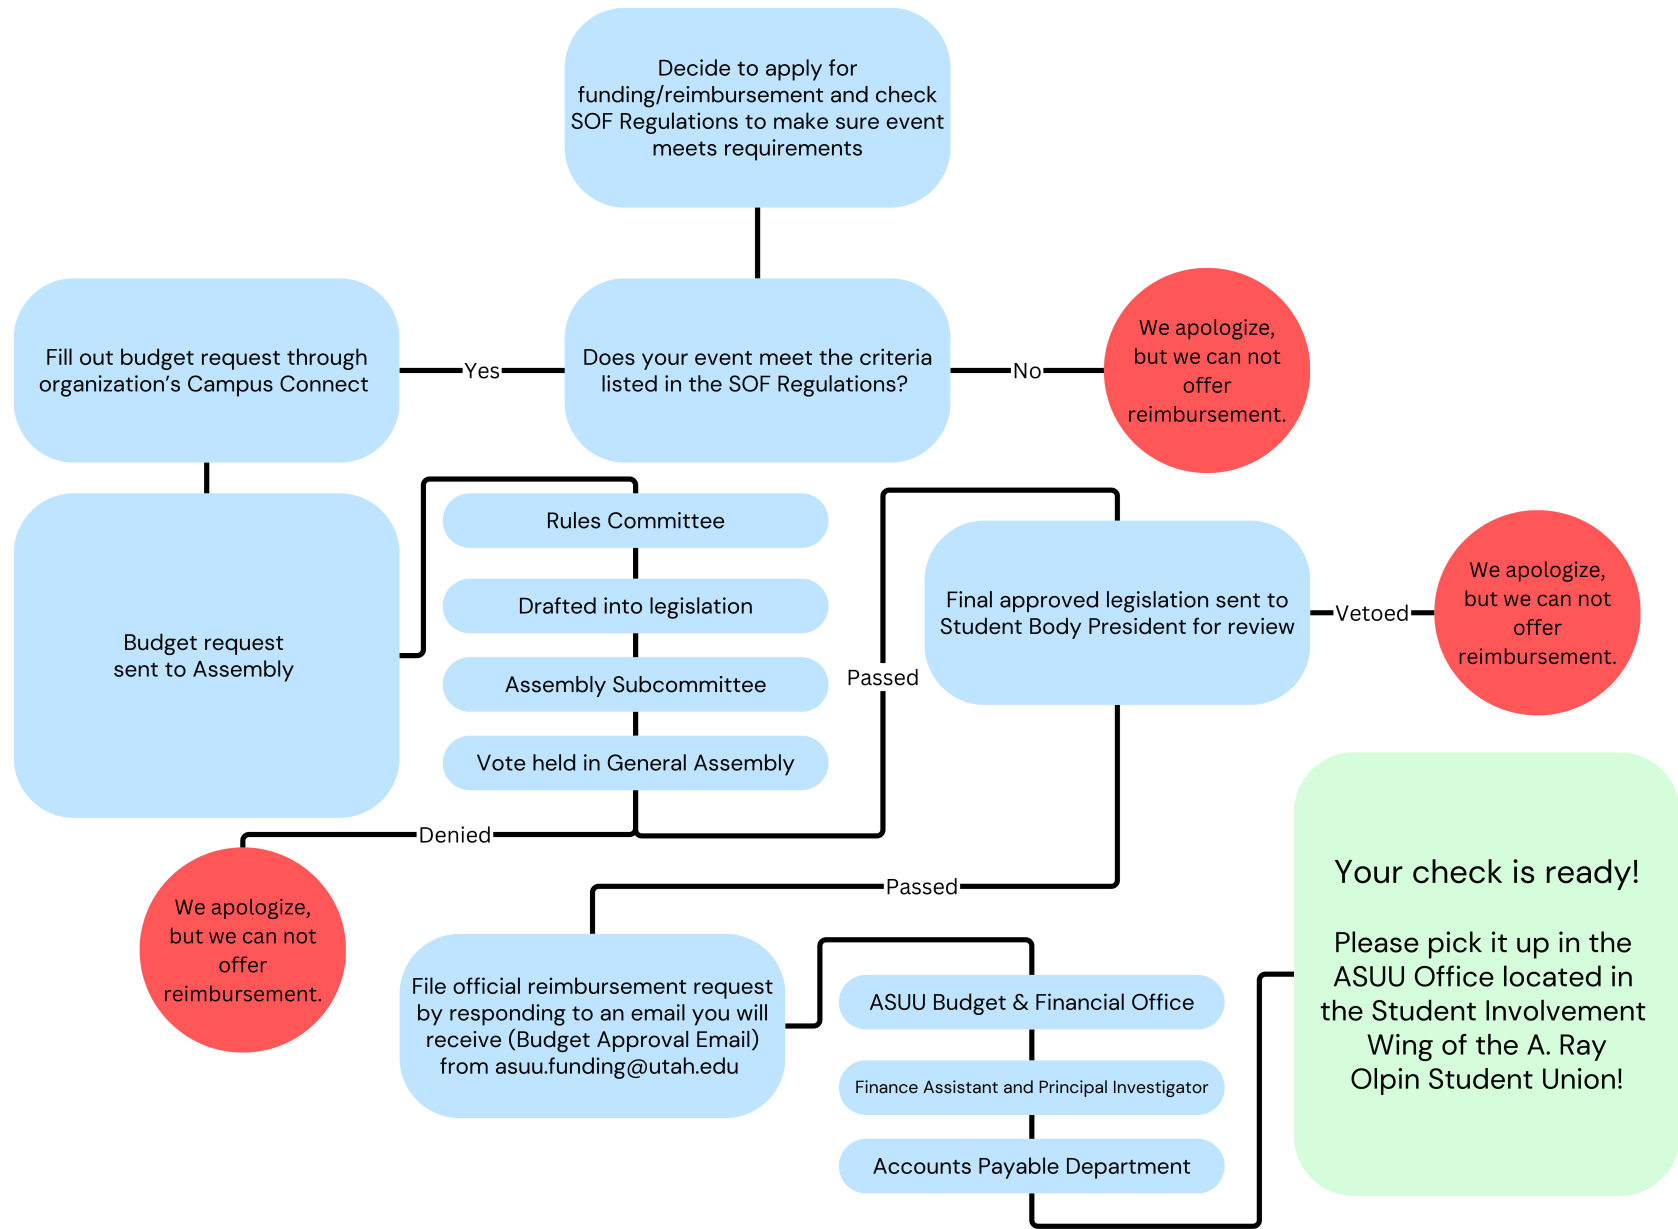 Decide to apply for
funding/reimbursement and check
SOF Regulations to make sure event
meets requirements
Fill out budget request through
organization's Campus Connect
Yes
Does your event meet the criteria
listed in the SOF Regulations?
No
We apologize,
but we can not
offer
reimbursement.
Budget request
sent to Assembly
Rules Committee
Drafted into legislation
Assembly Subcommittee
Vote held in General Assembly
Denied
We apologize,
but we can not
offer
reimbursement.
Passed
Final approved legislation sent to
Student Body President for review
Vetoed
We apologize,
but we can not
offer
reimbursement.
Passed
File official reimbursement request
by responding to an email you will
receive (Budget Approval Email)
from asuu.funding@utah.edu
ASUU Budget & Financial Office
Finance Assistant and Principal Investigator
Accounts Payable Department
Your check is ready!
Please pick it up in the
ASUU Office located in
the Student Involvement
Wing of the A. Ray
Olpin Student Union!